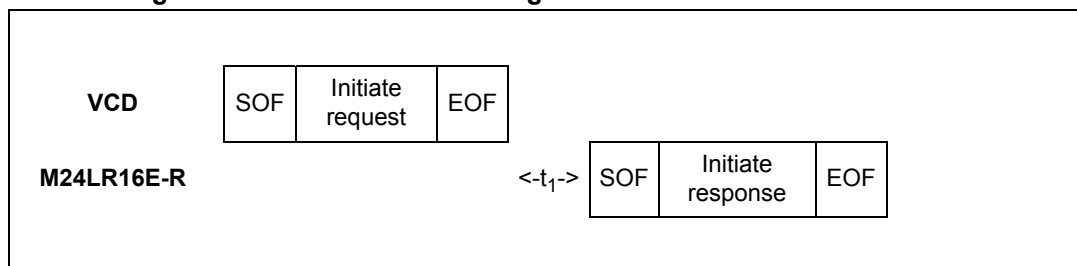 VCD SOF Initiate request EOF
M24LR16E-R <-t₁-> SOF Initiate response EOF